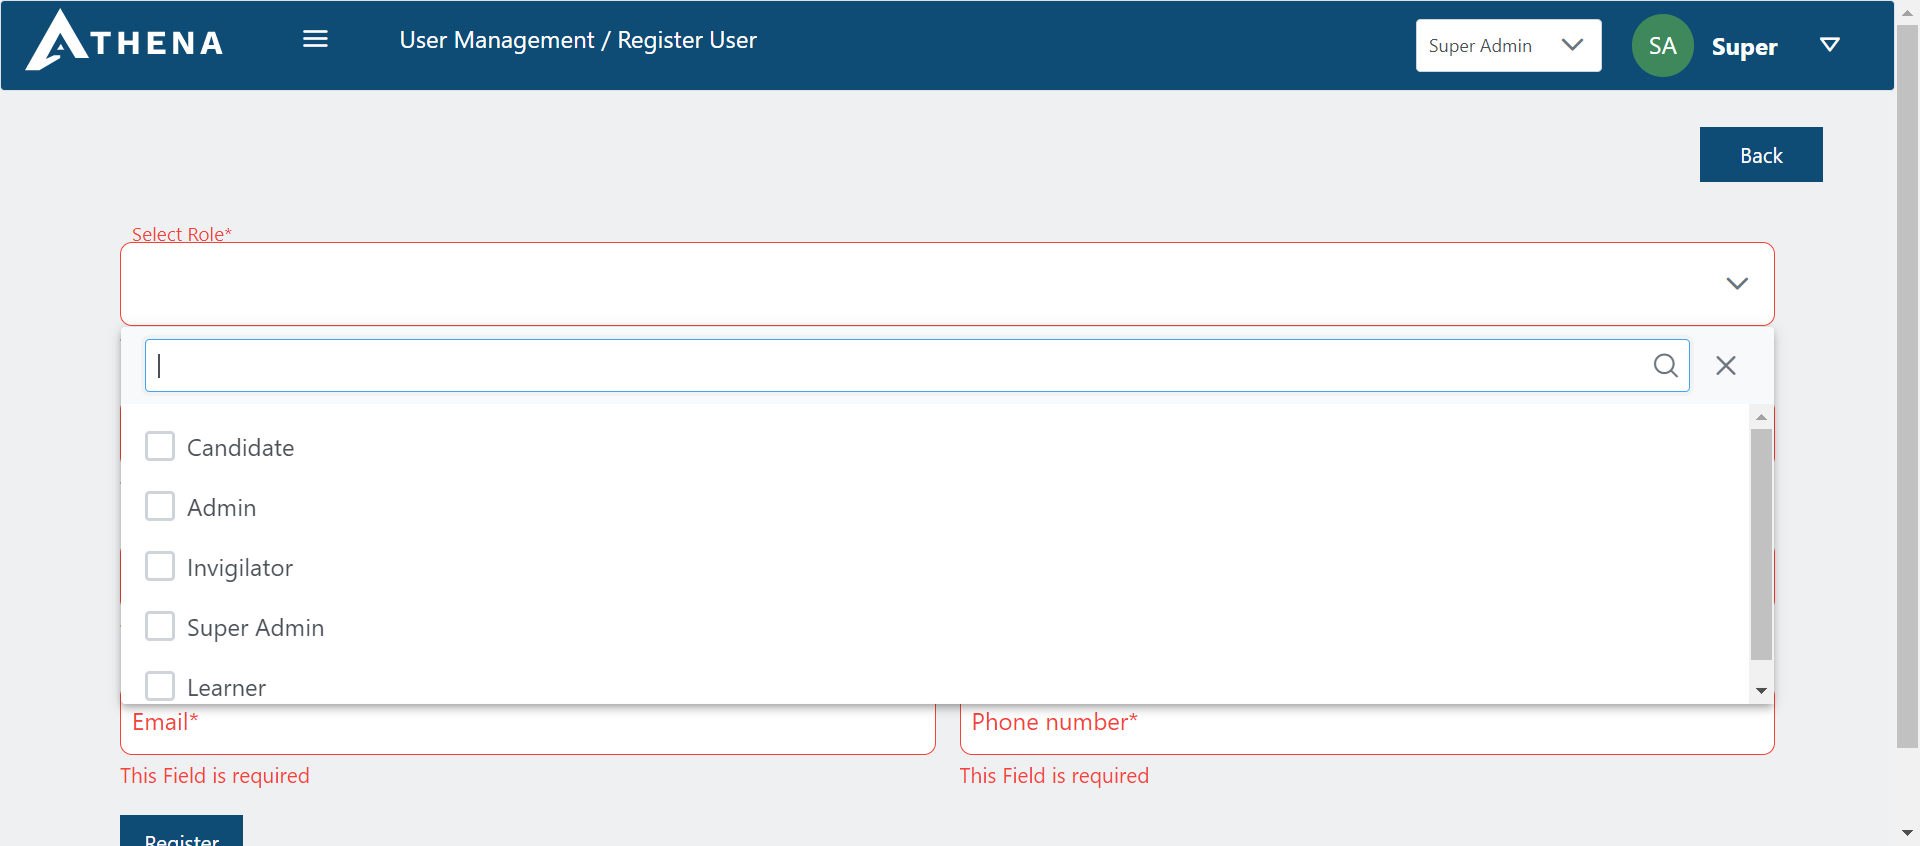 ATHENA
User Management / Register User
Super Admin
SA
Super
Back
Select Role*
Candidate
Admin
Invigilator
Super Admin
Learner
Email*
Phone number*
This Field is required
This Field is required
Register